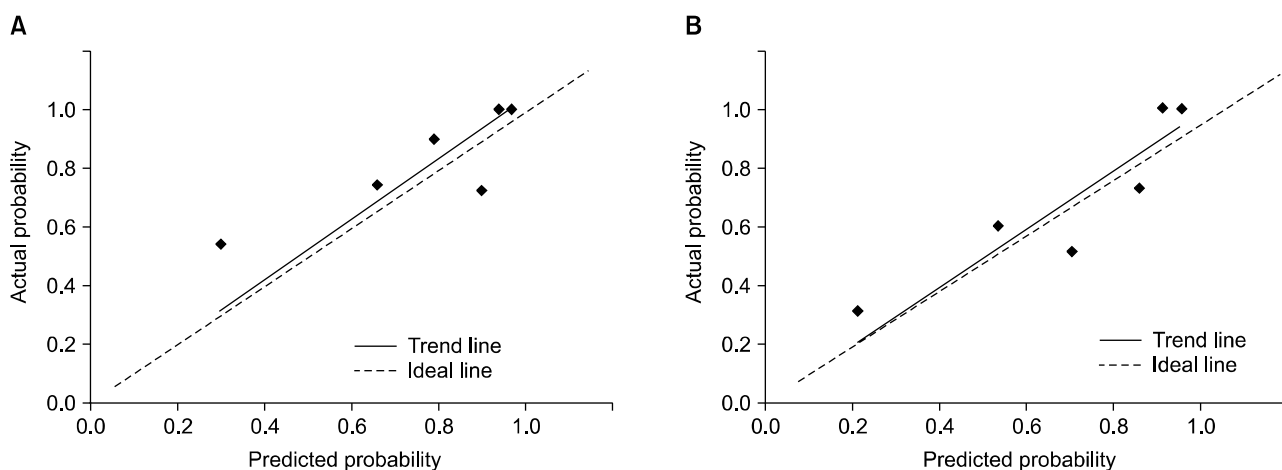 A
Actual probability
1.0
0.8
0.6
0.4
0.2
0.0
0.0 0.2 0.4 0.6 0.8 1.0
Predicted probability
Trend line
Ideal line
B
Actual probability
1.0
0.8
0.6
0.4
0.2
0.0
0.0 0.2 0.4 0.6 0.8 1.0
Predicted probability
Trend line
Ideal line